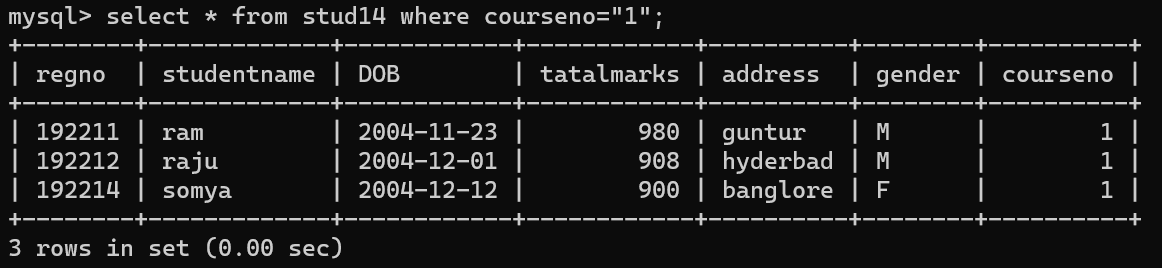 mysql> select * from stud14 where courseno="1";
+--------+-------------+------------+------------+----------+--------+----------+
| regno  | studentname | DOB        | tatalmarks | address  | gender | courseno |
+--------+-------------+------------+------------+----------+--------+----------+
| 192211 | ram         | 2004-11-23 |        980 | guntur   | M      |        1 |
| 192212 | raju        | 2004-12-01 |        908 | hyderbad | M      |        1 |
| 192214 | somya       | 2004-12-12 |        900 | banglore | F      |        1 |
+--------+-------------+------------+------------+----------+--------+----------+
3 rows in set (0.00 sec)